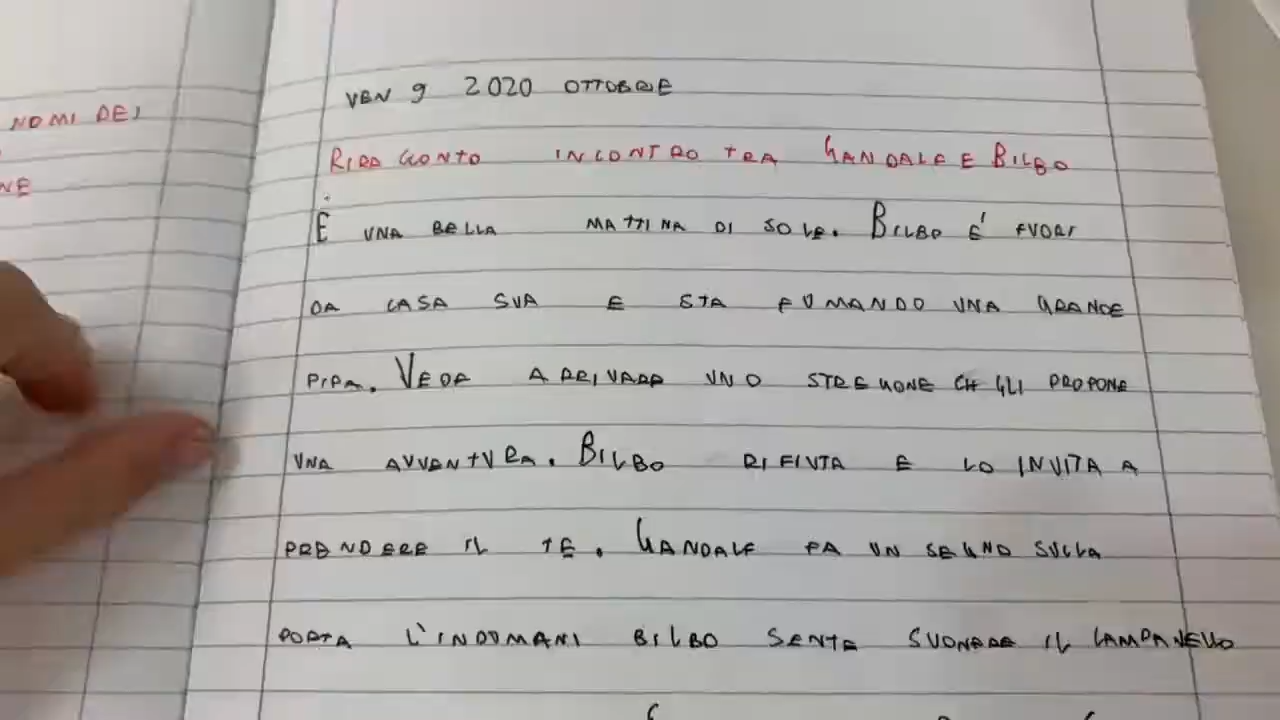 NOMI DEI
NE
VEN 9 2020 OTTOBRE
RIRACCONTO INCONTRO TRA GANDALF E BILBO
È UNA BELLA MATTINA DI SOLE. BILBO É FUORI
DA CASA SUA E STA FUMANDO UNA GRANDE
PIPA. VEDE ARRIVARE UNO STREGONE CH GLI PROPONE
UNA AVVENTURA. BILBO RIFIUTA E LO INVITA A
PRENDERE IL TE. GANDALF FA UN SEGNO SULLA
PORTA L'INDOMANI BILBO SENTE SUONARE IL CAMPANELLO